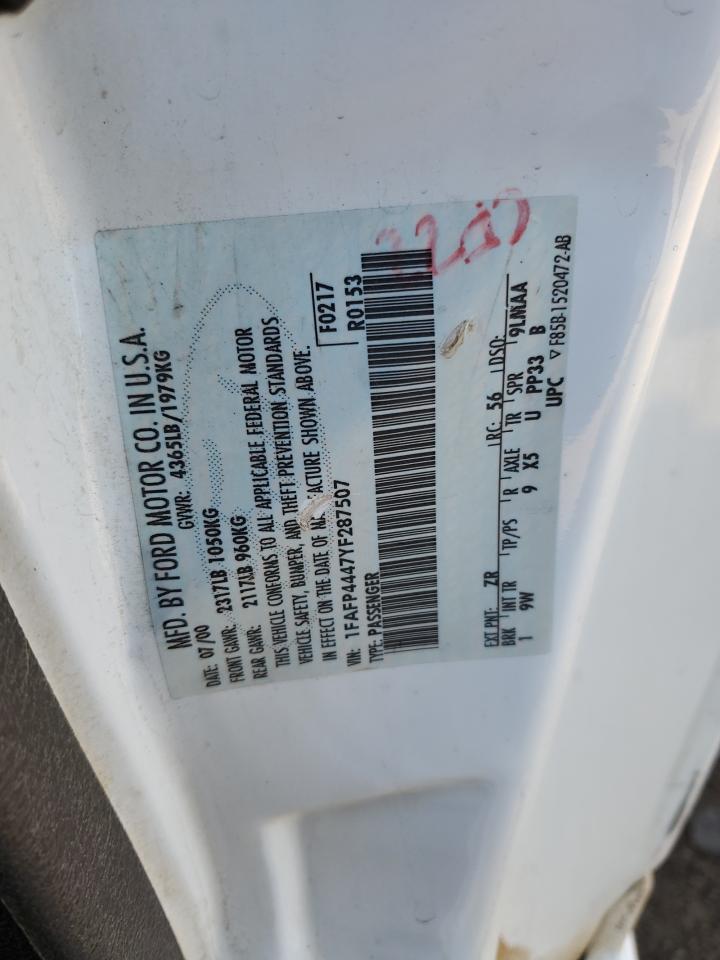 MFD. BY FORD MOTOR CO. IN U.S.A.
DATE: 07/00 GVWR: 4365LB/1979KG
FRONT GAWR: 2317LB 1050KG
REAR GAWR: 2117LB 960KG
THIS VEHICLE CONFORMS TO ALL APPLICABLE FEDERAL MOTOR
VEHICLE SAFETY, BUMPER, AND THEFT PREVENTION STANDARDS
IN EFFECT ON THE DATE OF MANUFACTURE SHOWN ABOVE.
VIN: 1FAFP4447YF287507 F0217
TYPE: PASSENGER R0153
EXT PNT: ZR RC: 56 DSO:
BRK INT TR TP/PS R AXLE TR SPR 9LNAA
1 9W 9 X5 U PP33 B
UPC ▽F85B-1520472-AB